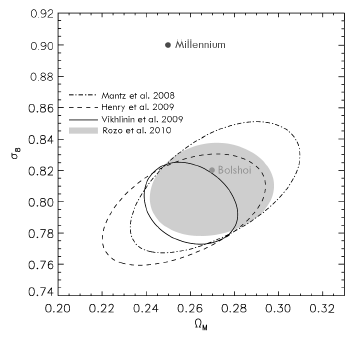 0.92
Millennium
0.90
0.88
Mantz et al. 2008
Henry et al. 2009
Vikhlinin et al. 2009
Rozo et al. 2010
0.86
0.84
σ8
0.82
Bolshoi
0.80
0.78
0.76
0.74
0.20 0.22 0.24 0.26 0.28 0.30 0.32
ΩM